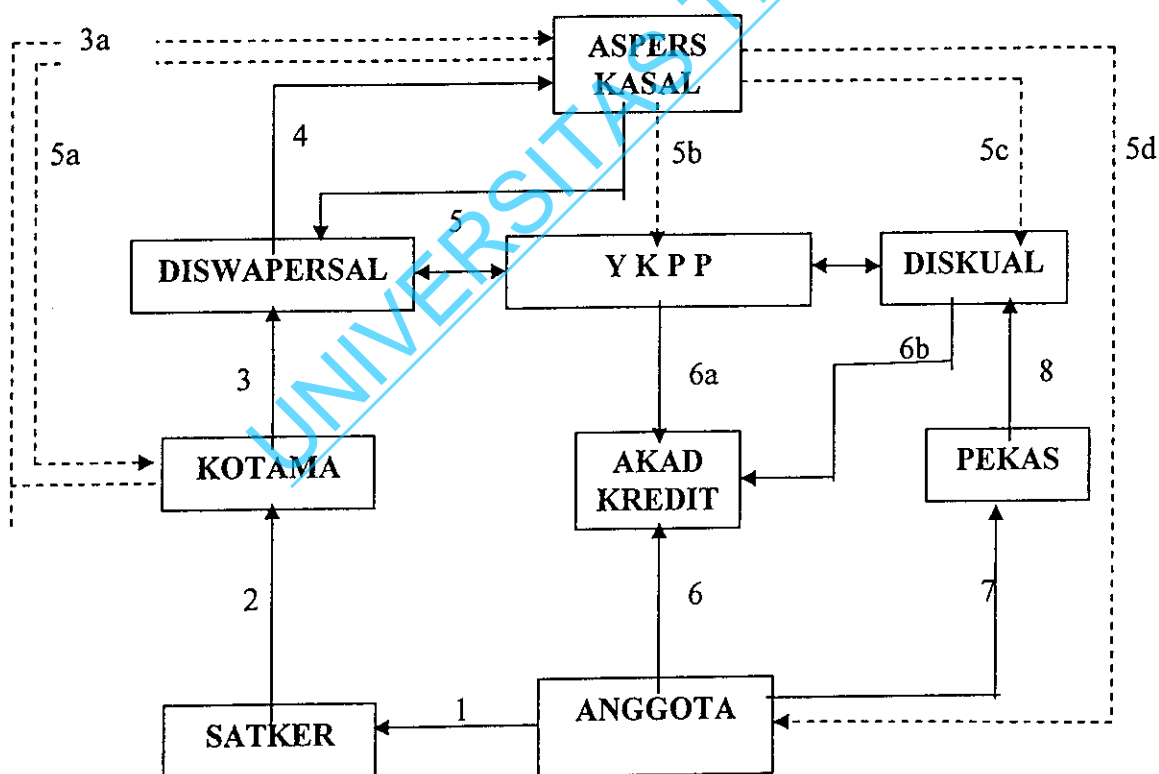 3a
ASPERS
KASAL
4
5a
5b
5c
5d
5
DISWAPERSAL
Y K P P
DISKUAL
6b
3
6a
8
KOTAMA
AKAD
KREDIT
PEKAS
2
6
7
1
ANGGOTA
SATKER
UNIVERSITAS T